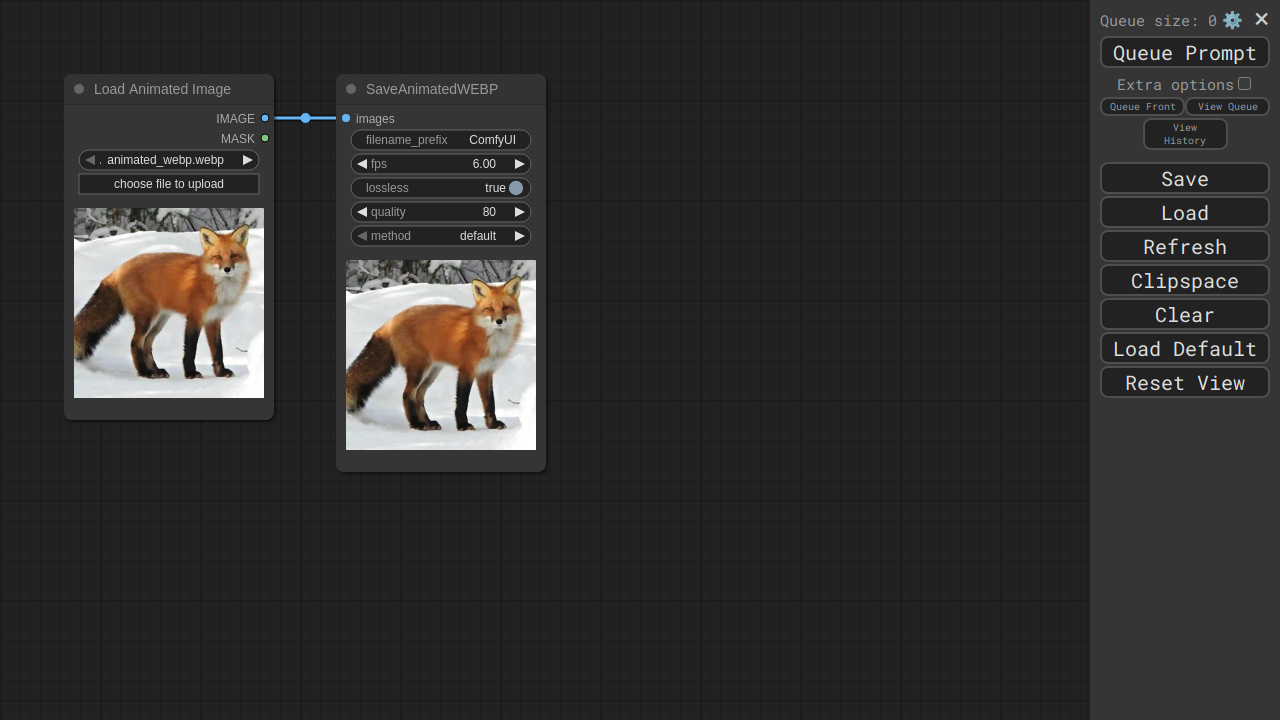 Load Animated Image
IMAGE
MASK
. animated_webp.webp
choose file to upload
SaveAnimatedWEBP
images
filename_prefix ComfyUI
fps 6.00
lossless true
quality 80
method default
Queue size: 0
Queue Prompt
Extra options
Queue Front
View Queue
View
History
Save
Load
Refresh
Clipspace
Clear
Load Default
Reset View